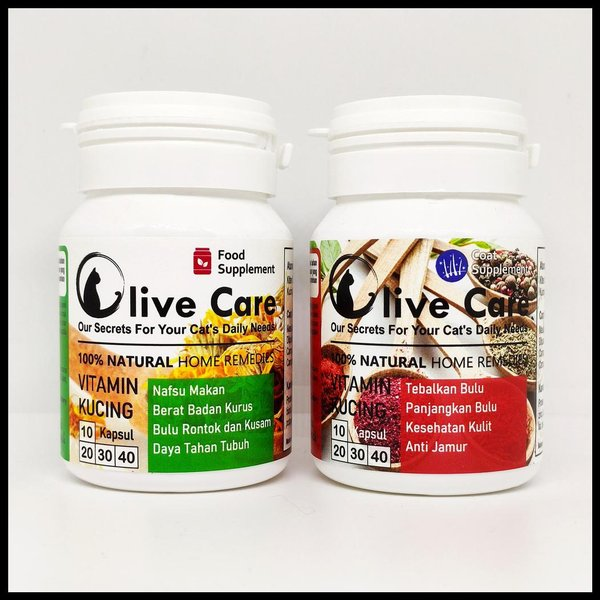 Food
Supplement
Olive Care
Our Secrets For Your Cat's Daily Needs
100% NATURAL HOME REMEDIES
VITAMIN
KUCING
10 Kapsul
20 30 40
Nafsu Makan
Berat Badan Kurus
Bulu Rontok dan Kusam
Daya Tahan Tubuh
Coat
Supplement
Olive Care
Our Secrets For Your Cat's Daily Needs
100% NATURAL HOME REMEDIES
VITAMIN
KUCING
10 Kapsul
20 30 40
Tebalkan Bulu
Panjangkan Bulu
Kesehatan Kulit
Anti Jamur